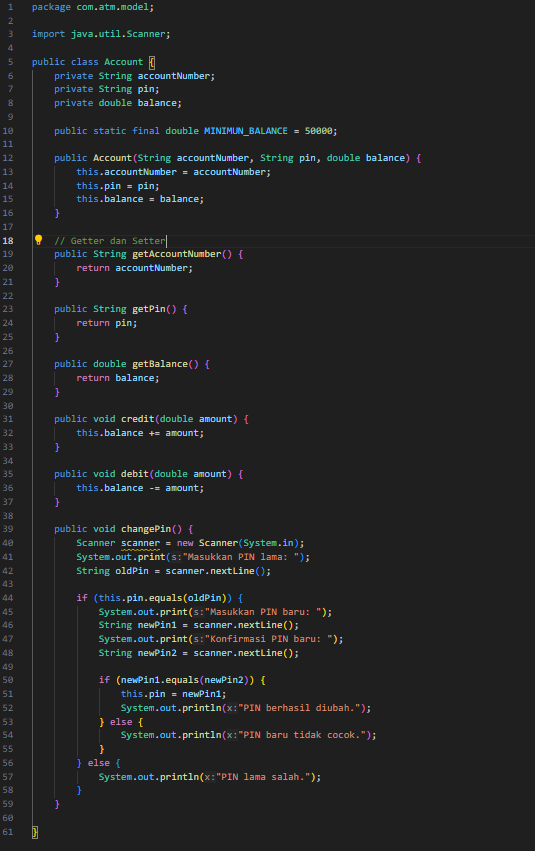 1 package com.atm.model;
2
3 import java.util.Scanner;
4
5 public class Account {
6     private String accountNumber;
7     private String pin;
8     private double balance;
9
10     public static final double MINIMUN_BALANCE = 50000;
11
12     public Account(String accountNumber, String pin, double balance) {
13         this.accountNumber = accountNumber;
14         this.pin = pin;
15         this.balance = balance;
16     }
17
18     // Getter dan Setter
19     public String getAccountNumber() {
20         return accountNumber;
21     }
22
23     public String getPin() {
24         return pin;
25     }
26
27     public double getBalance() {
28         return balance;
29     }
30
31     public void credit(double amount) {
32         this.balance += amount;
33     }
34
35     public void debit(double amount) {
36         this.balance -= amount;
37     }
38
39     public void changePin() {
40         Scanner scanner = new Scanner(System.in);
41         System.out.print(s:"Masukkan PIN lama: ");
42         String oldPin = scanner.nextLine();
43
44         if (this.pin.equals(oldPin)) {
45             System.out.print(s:"Masukkan PIN baru: ");
46             String newPin1 = scanner.nextLine();
47             System.out.print(s:"Konfirmasi PIN baru: ");
48             String newPin2 = scanner.nextLine();
49
50             if (newPin1.equals(newPin2)) {
51                 this.pin = newPin1;
52                 System.out.println(x:"PIN berhasil diubah.");
53             } else {
54                 System.out.println(x:"PIN baru tidak cocok.");
55             }
56         } else {
57             System.out.println(x:"PIN lama salah.");
58         }
59     }
60
61 }